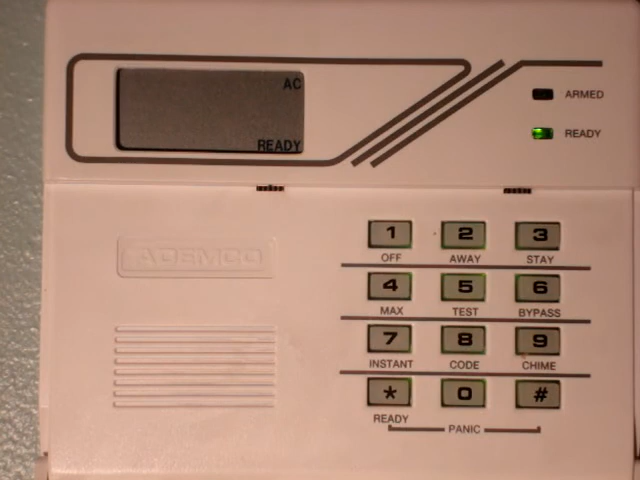 AC
READY
ARMED
READY
ADEMCO
1 2 3
OFF AWAY STAY
4 5 6
MAX TEST BYPASS
7 8 9
INSTANT CODE CHIME
* 0 #
READY
PANIC